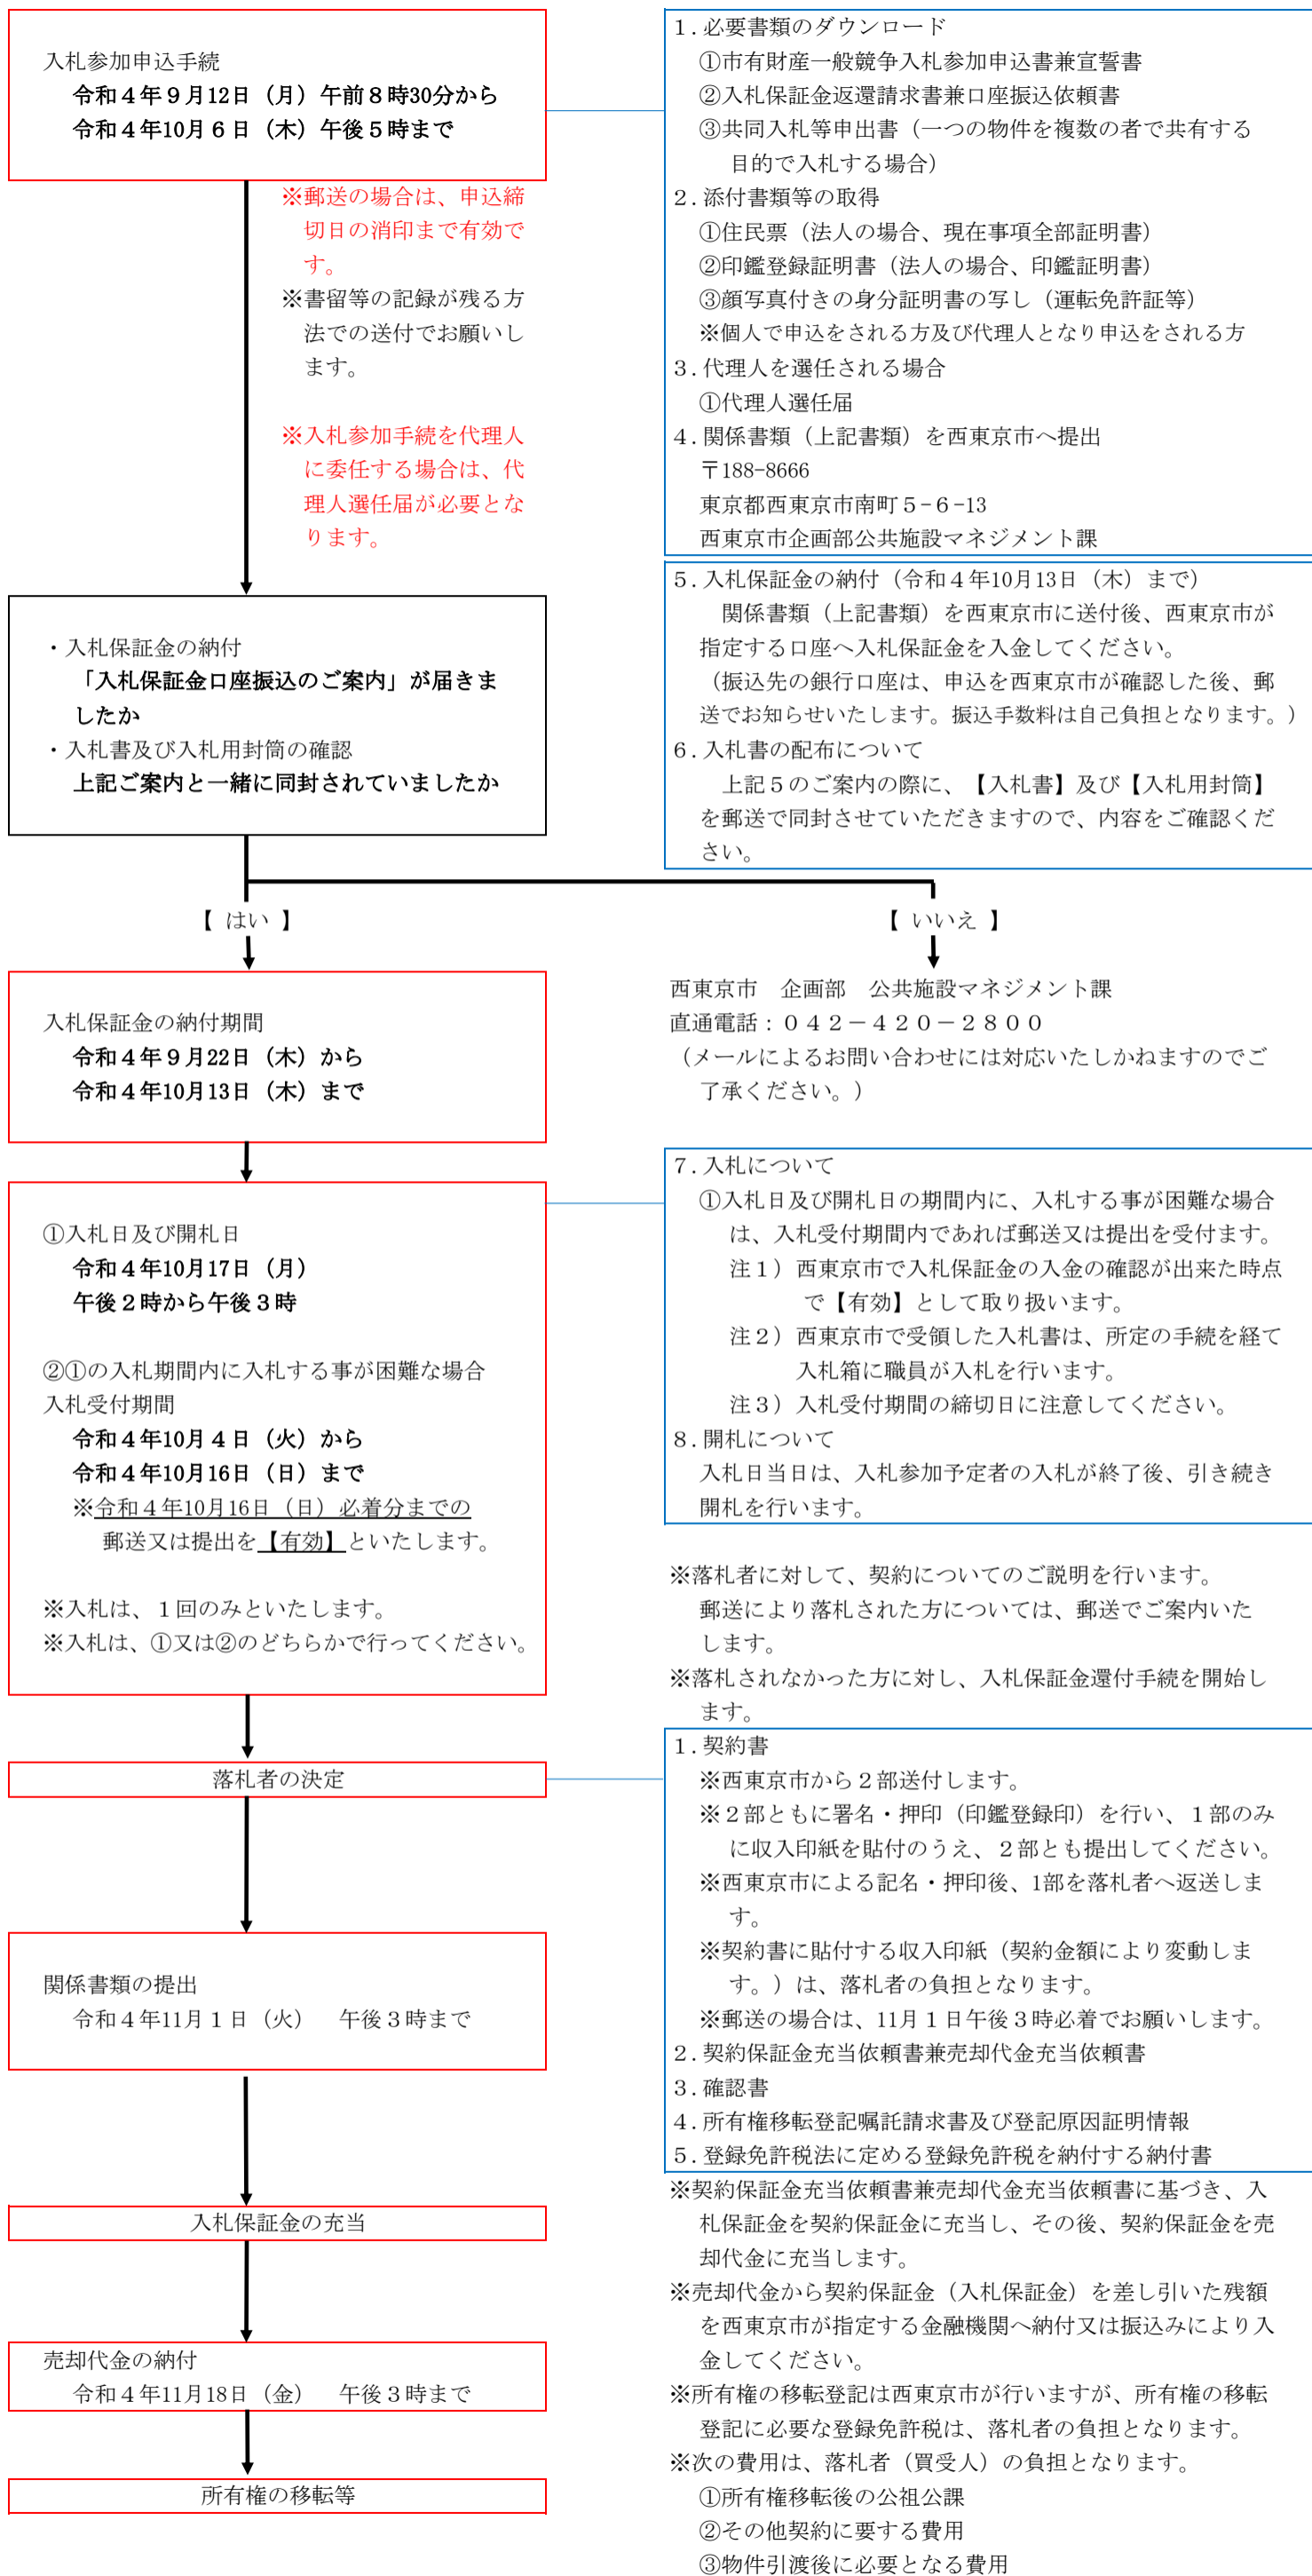 入札参加申込手続
令和４年９月12日（月）午前８時30分から
令和４年10月６日（木）午後５時まで
※郵送の場合は、申込締
切日の消印まで有効で
す。
※書留等の記録が残る方
法での送付でお願いし
ます。
※入札参加手続を代理人
に委任する場合は、代
理人選任届が必要とな
ります。
１．必要書類のダウンロード
①市有財産一般競争入札参加申込書兼宣誓書
②入札保証金返還請求書兼口座振込依頼書
③共同入札等申出書（一つの物件を複数の者で共有する
目的で入札する場合）
２．添付書類等の取得
①住民票（法人の場合、現在事項全部証明書）
②印鑑登録証明書（法人の場合、印鑑証明書）
③顔写真付きの身分証明書の写し（運転免許証等）
※個人で申込をされる方及び代理人となり申込をされる方
３．代理人を選任される場合
①代理人選任届
４．関係書類（上記書類）を西東京市へ提出
〒188-8666
東京都西東京市南町５-６-13
西東京市企画部公共施設マネジメント課
・入札保証金の納付
「入札保証金口座振込のご案内」が届きま
したか
・入札書及び入札用封筒の確認
上記ご案内と一緒に同封されていましたか
５．入札保証金の納付（令和４年10月13日（木）まで）
関係書類（上記書類）を西東京市に送付後、西東京市が
指定する口座へ入札保証金を入金してください。
（振込先の銀行口座は、申込を西東京市が確認した後、郵
送でお知らせいたします。振込手数料は自己負担となります。）
６．入札書の配布について
上記５のご案内の際に、【入札書】及び【入札用封筒】
を郵送で同封させていただきますので、内容をご確認くだ
さい。
【 はい 】
【 いいえ 】
入札保証金の納付期間
令和４年９月22日（木）から
令和４年10月13日（木）まで
西東京市　企画部　公共施設マネジメント課
直通電話：０４２－４２０－２８００
（メールによるお問い合わせには対応いたしかねますのでご
了承ください。）
①入札日及び開札日
令和４年10月17日（月）
午後２時から午後３時
②①の入札期間内に入札する事が困難な場合
入札受付期間
令和４年10月４日（火）から
令和４年10月16日（日）まで
※令和４年10月16日（日）必着分までの
郵送又は提出を【有効】といたします。
※入札は、１回のみといたします。
※入札は、①又は②のどちらかで行ってください。
７．入札について
①入札日及び開札日の期間内に、入札する事が困難な場合
は、入札受付期間内であれば郵送又は提出を受付ます。
注１）西東京市で入札保証金の入金の確認が出来た時点
で【有効】として取り扱います。
注２）西東京市で受領した入札書は、所定の手続を経て
入札箱に職員が入札を行います。
注３）入札受付期間の締切日に注意してください。
８．開札について
入札日当日は、入札参加予定者の入札が終了後、引き続き
開札を行います。
※落札者に対して、契約についてのご説明を行います。
郵送により落札された方については、郵送でご案内いた
します。
※落札されなかった方に対し、入札保証金還付手続を開始し
ます。
落札者の決定
１．契約書
※西東京市から２部送付します。
※２部ともに署名・押印（印鑑登録印）を行い、１部のみ
に収入印紙を貼付のうえ、２部とも提出してください。
※西東京市による記名・押印後、1部を落札者へ返送しま
す。
※契約書に貼付する収入印紙（契約金額により変動しま
す。）は、落札者の負担となります。
※郵送の場合は、11月１日午後３時必着でお願いします。
２．契約保証金充当依頼書兼売却代金充当依頼書
３．確認書
４．所有権移転登記嘱託請求書及び登記原因証明情報
５．登録免許税法に定める登録免許税を納付する納付書
関係書類の提出
令和４年11月１日（火）　午後３時まで
入札保証金の充当
※契約保証金充当依頼書兼売却代金充当依頼書に基づき、入
札保証金を契約保証金に充当し、その後、契約保証金を売
却代金に充当します。
※売却代金から契約保証金（入札保証金）を差し引いた残額
を西東京市が指定する金融機関へ納付又は振込みにより入
金してください。
※所有権の移転登記は西東京市が行いますが、所有権の移転
登記に必要な登録免許税は、落札者の負担となります。
※次の費用は、落札者（買受人）の負担となります。
①所有権移転後の公祖公課
②その他契約に要する費用
③物件引渡後に必要となる費用
売却代金の納付
令和４年11月18日（金）　午後３時まで
所有権の移転等